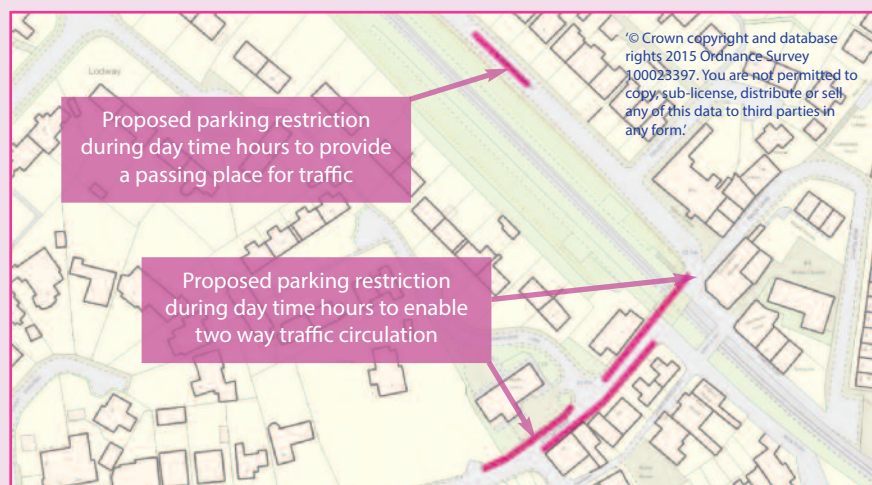 Lodway
'© Crown copyright and database
rights 2015 Ordnance Survey
100023397. You are not permitted to
copy, sub-license, distribute or sell
any of this data to third parties in
any form.'
Proposed parking restriction
during day time hours to provide
a passing place for traffic
Proposed parking restriction
during day time hours to enable
two way traffic circulation